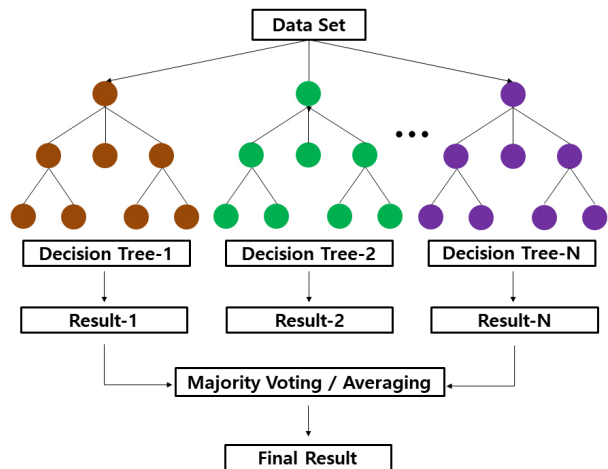 Data Set
Decision Tree-1
Decision Tree-2
Decision Tree-N
Result-1
Result-2
Result-N
Majority Voting / Averaging
Final Result